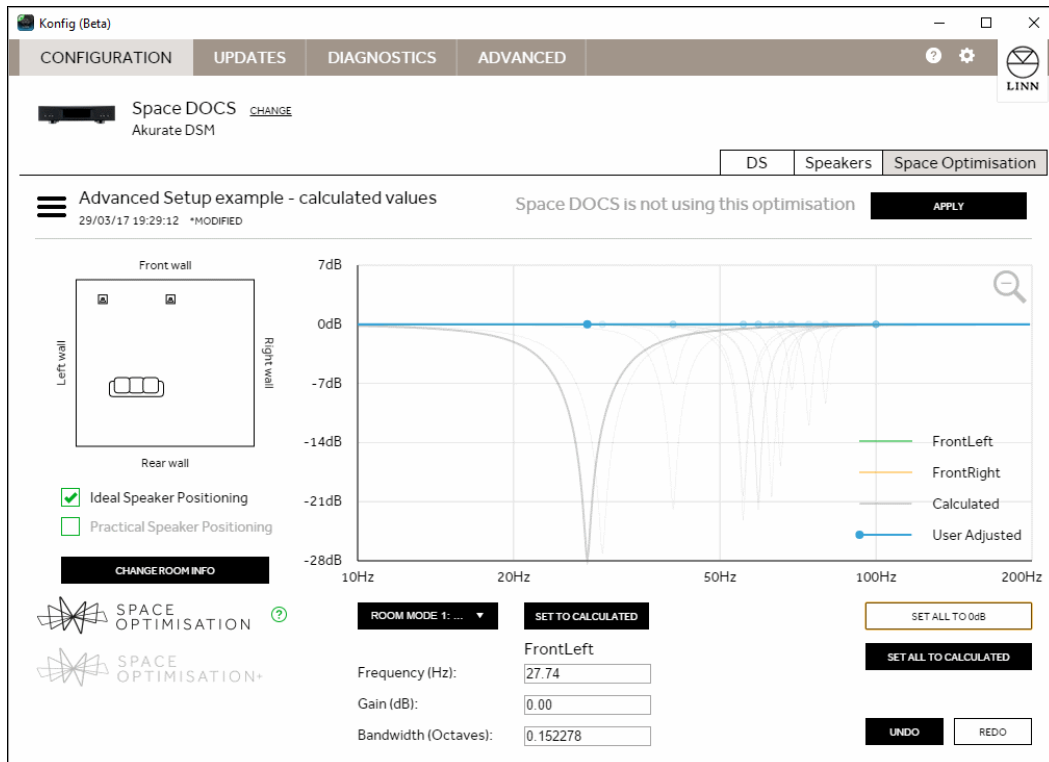 Konfig (Beta)
CONFIGURATION UPDATES DIAGNOSTICS ADVANCED
LINN
Space DOCS CHANGE
Akurate DSM
DS Speakers Space Optimisation
Advanced Setup example - calculated values
29/03/17 19:29:12 *MODIFIED
Space DOCS is not using this optimisation APPLY
Front wall
Left wall
Right wall
Rear wall
Ideal Speaker Positioning
Practical Speaker Positioning
CHANGE ROOM INFO
SPACE
OPTIMISATION ?
SPACE
OPTIMISATION+
7dB
0dB
-7dB
-14dB
-21dB
-28dB
10Hz 20Hz 50Hz 100Hz 200Hz
FrontLeft
FrontRight
Calculated
User Adjusted
ROOM MODE 1: ... SET TO CALCULATED
FrontLeft
Frequency (Hz): 27.74
Gain (dB): 0.00
Bandwidth (Octaves): 0.152278
SET ALL TO 0dB
SET ALL TO CALCULATED
UNDO REDO